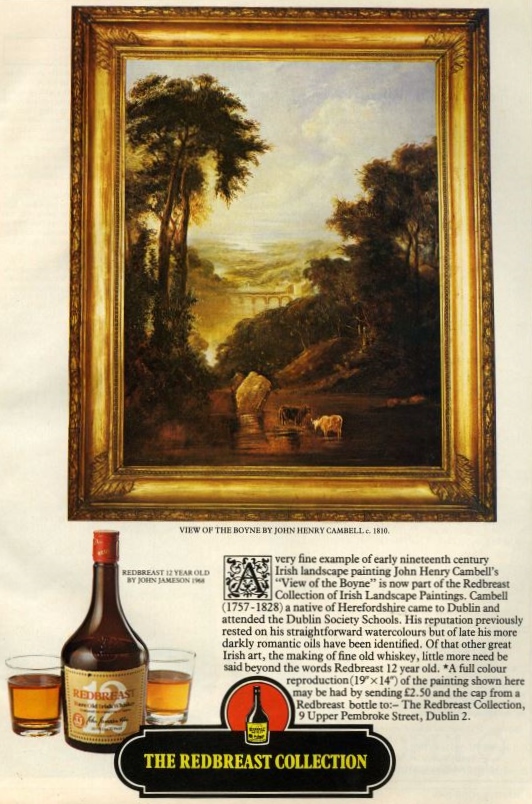 VIEW OF THE BOYNE BY JOHN HENRY CAMBELL c. 1810.
REDBREAST 12 YEAR OLD
BY JOHN JAMESON 1968
A very fine example of early nineteenth century
Irish landscape painting John Henry Cambell's
“View of the Boyne” is now part of the Redbreast
Collection of Irish Landscape Paintings. Cambell
(1757-1828) a native of Herefordshire came to Dublin and
attended the Dublin Society Schools. His reputation previously
rested on his straightforward watercolours but of late his more
darkly romantic oils have been identified. Of that other great
Irish art, the making of fine old whiskey, little more need be
said beyond the words Redbreast 12 year old. *A full colour
reproduction (19"×14") of the painting shown here
may be had by sending £2.50 and the cap from a
Redbreast bottle to:– The Redbreast Collection,
9 Upper Pembroke Street, Dublin 2.
REDBREAST
THE REDBREAST COLLECTION